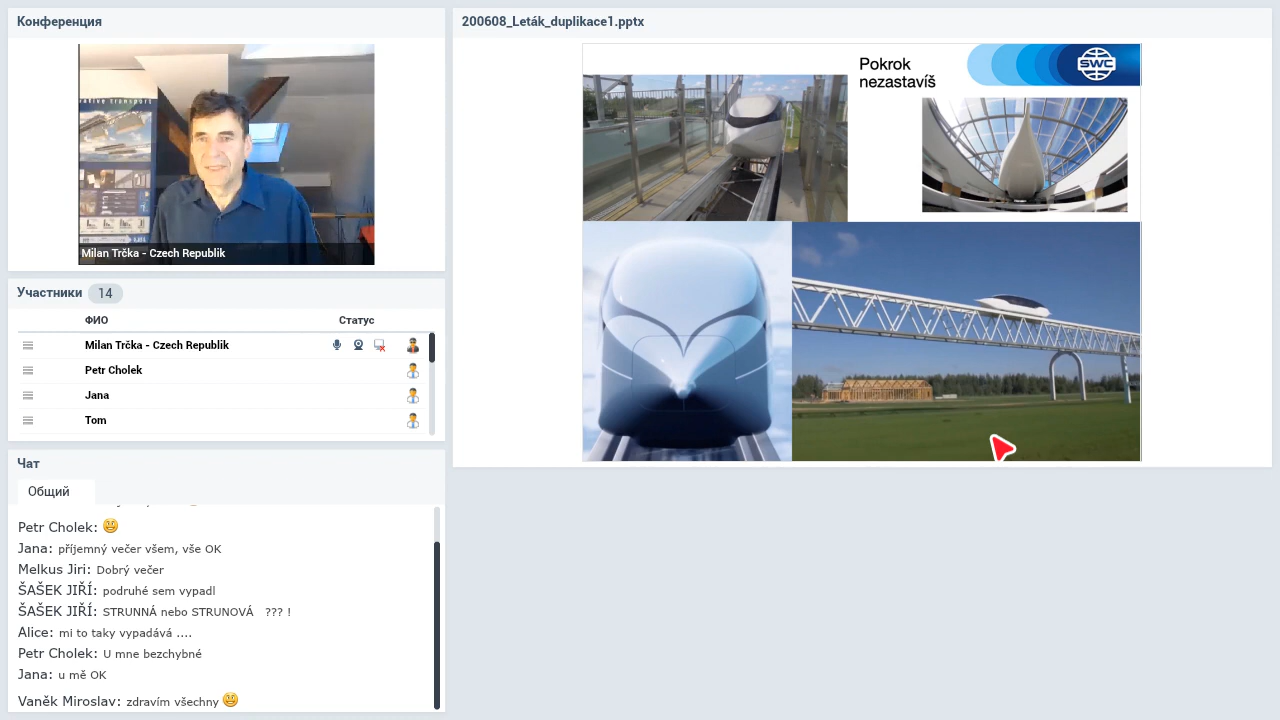 Конференция
ative transport
Milan Trčka - Czech Republik
Участники 14
ФИО Статус
Milan Trčka - Czech Republik
Petr Cholek
Jana
Tom
Чат
Общий
Petr Cholek:
Jana: příjemný večer všem, vše OK
Melkus Jiri: Dobrý večer
ŠAŠEK JIŘÍ: podruhé sem vypadl
ŠAŠEK JIŘÍ: STRUNNÁ nebo STRUNOVÁ ??? !
Alice: mi to taky vypadává ....
Petr Cholek: U mne bezchybné
Jana: u mě OK
Vaněk Miroslav: zdravím všechny
200608_Leták_duplikace1.pptx
Pokrok
nezastavíš
SWC